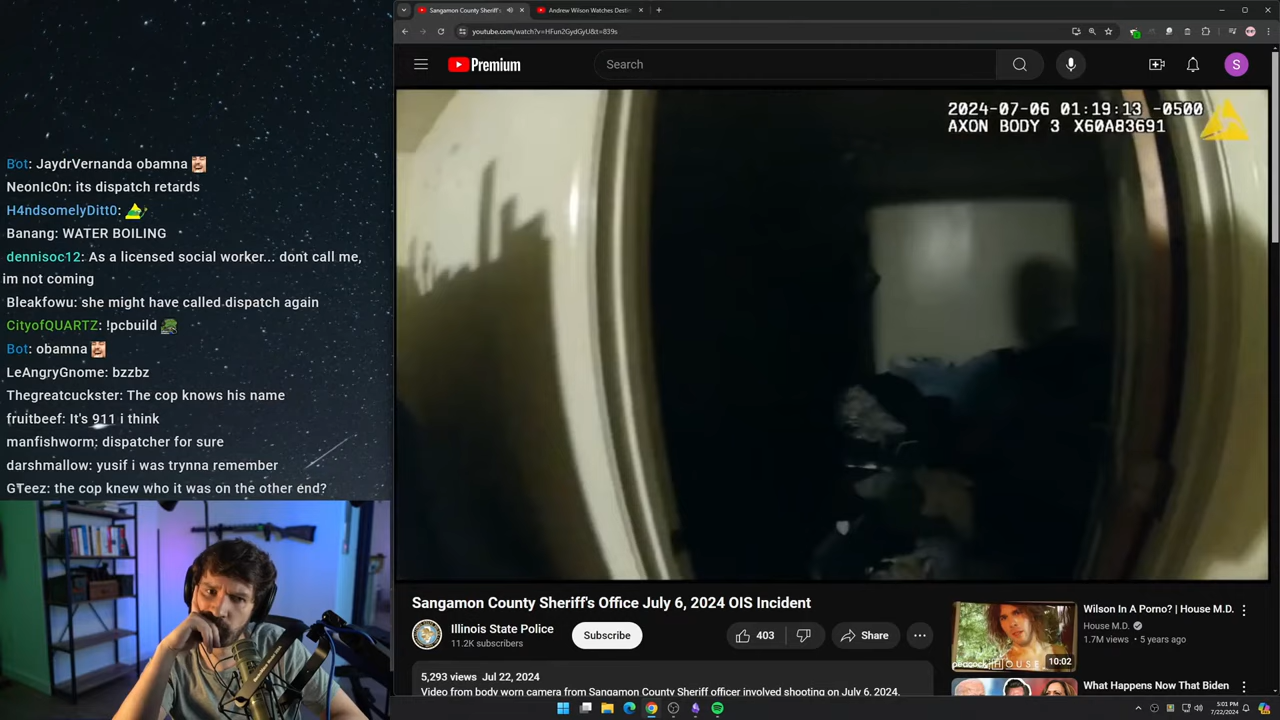 Sangamon County Sheriff's
Andrew Wilson Watches Desti
youtube.com/watch?v=HFun2GydGyU&t=839s
Premium
Search
S
2024-07-06 01:19:13 -0500
AXON BODY 3 X60A83691
Bot: JaydrVernanda obamna
NeonIc0n: its dispatch retards
H4ndsomelyDitt0:
Banang: WATER BOILING
dennisoc12: As a licensed social worker... dont call me,
im not coming
Bleakfowu: she might have called dispatch again
CityofQUARTZ: !pcbuild
Bot: obamna
LeAngryGnome: bzzbz
Thegreatcuckster: The cop knows his name
fruitbeef: It's 911 i think
manfishworm: dispatcher for sure
darshmallow: yusif i was trynna remember
GTeez: the cop knew who it was on the other end?
Sangamon County Sheriff's Office July 6, 2024 OIS Incident
Illinois State Police
11.2K subscribers
Subscribe
403
Share
5,293 views Jul 22, 2024
Video from body worn camera from Sangamon County Sheriff officer involved shooting on July 6, 2024.
peacock HOUSE
10:02
Wilson In A Porno? | House M.D.
House M.D.
1.7M views • 5 years ago
What Happens Now That Biden
5:01 PM
7/22/2024